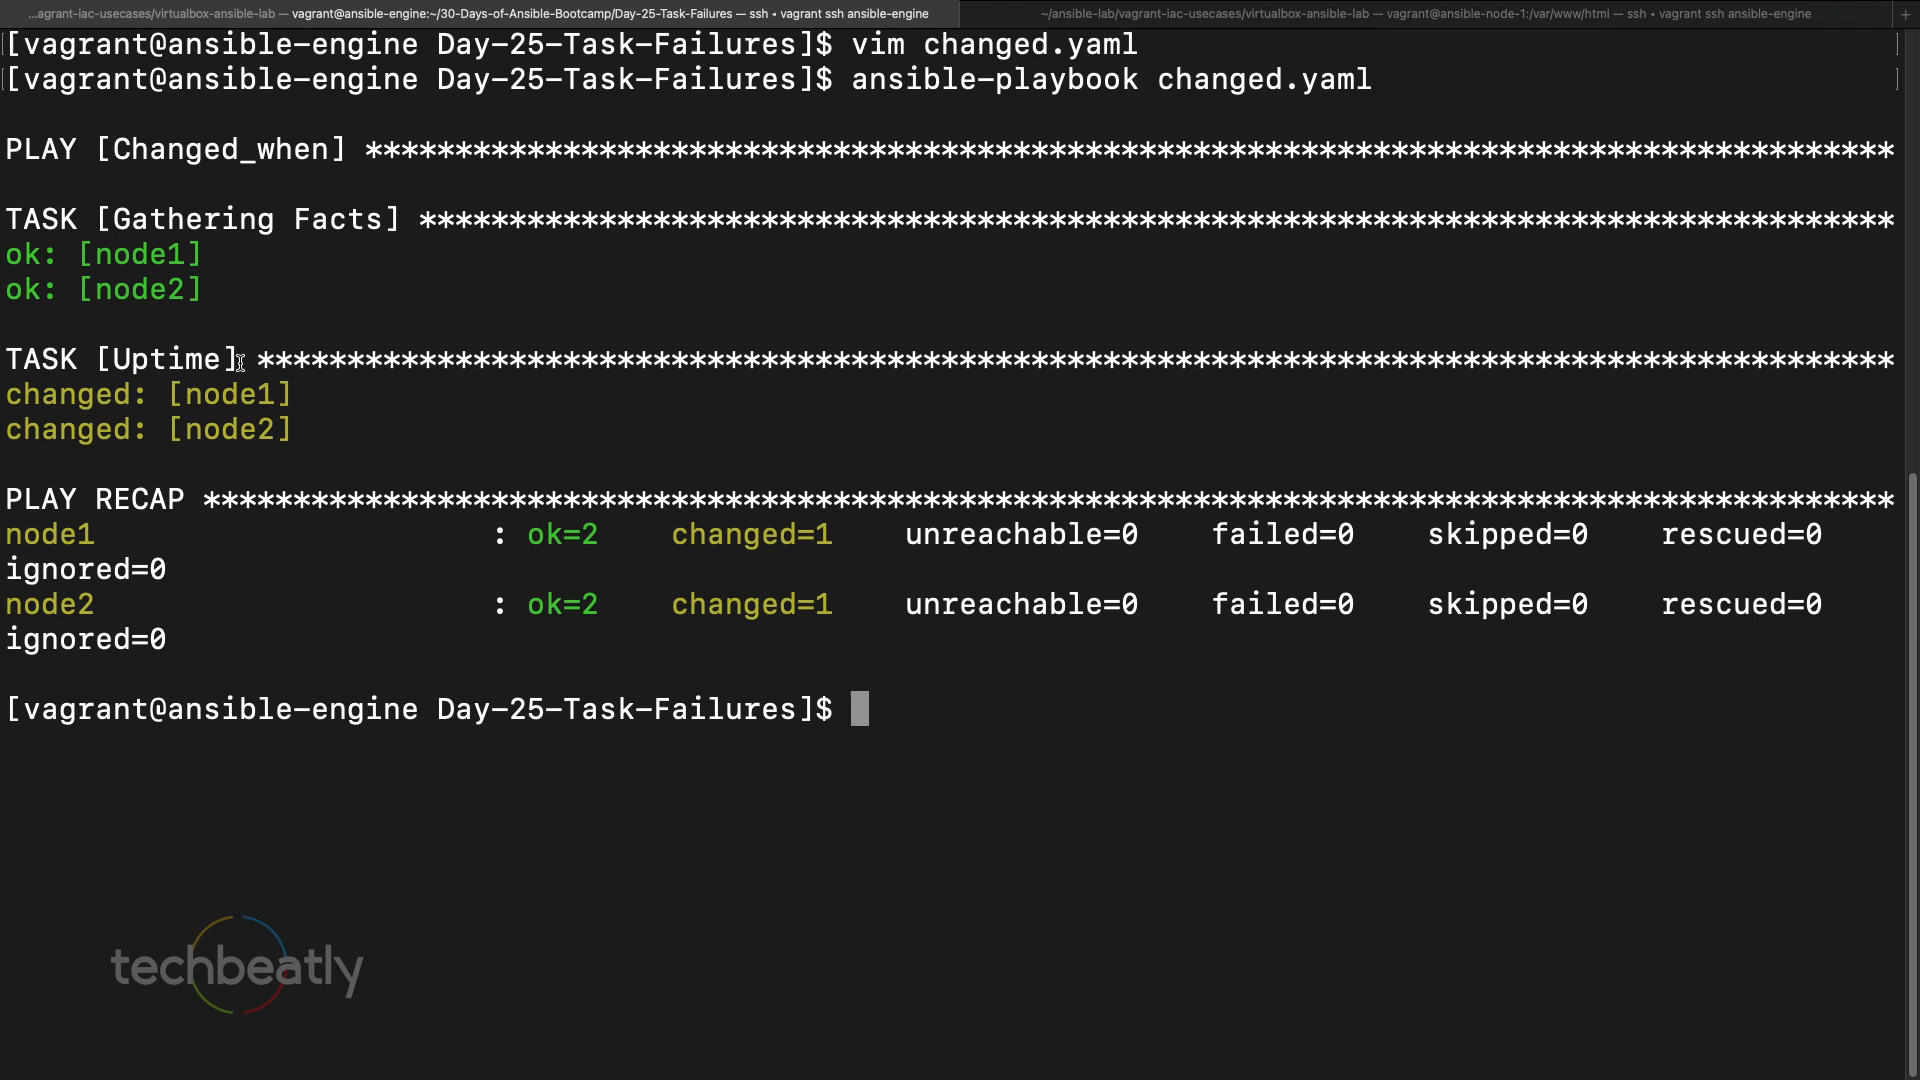 ...agrant-iac-usecases/virtualbox-ansible-lab — vagrant@ansible-engine:~/30-Days-of-Ansible-Bootcamp/Day-25-Task-Failures — ssh ◂ vagrant ssh ansible-engine
~/ansible-lab/vagrant-iac-usecases/virtualbox-ansible-lab — vagrant@ansible-node-1:/var/www/html — ssh ◂ vagrant ssh ansible-engine
+
[vagrant@ansible-engine Day-25-Task-Failures]$ vim changed.yaml
[vagrant@ansible-engine Day-25-Task-Failures]$ ansible-playbook changed.yaml
PLAY [Changed_when] *************************************************************************************
TASK [Gathering Facts] **********************************************************************************
ok: [node1]
ok: [node2]
TASK [Uptime] *******************************************************************************************
changed: [node1]
changed: [node2]
PLAY RECAP **********************************************************************************************
node1                      : ok=2    changed=1    unreachable=0    failed=0    skipped=0    rescued=0
ignored=0
node2                      : ok=2    changed=1    unreachable=0    failed=0    skipped=0    rescued=0
ignored=0
[vagrant@ansible-engine Day-25-Task-Failures]$
techbeatly